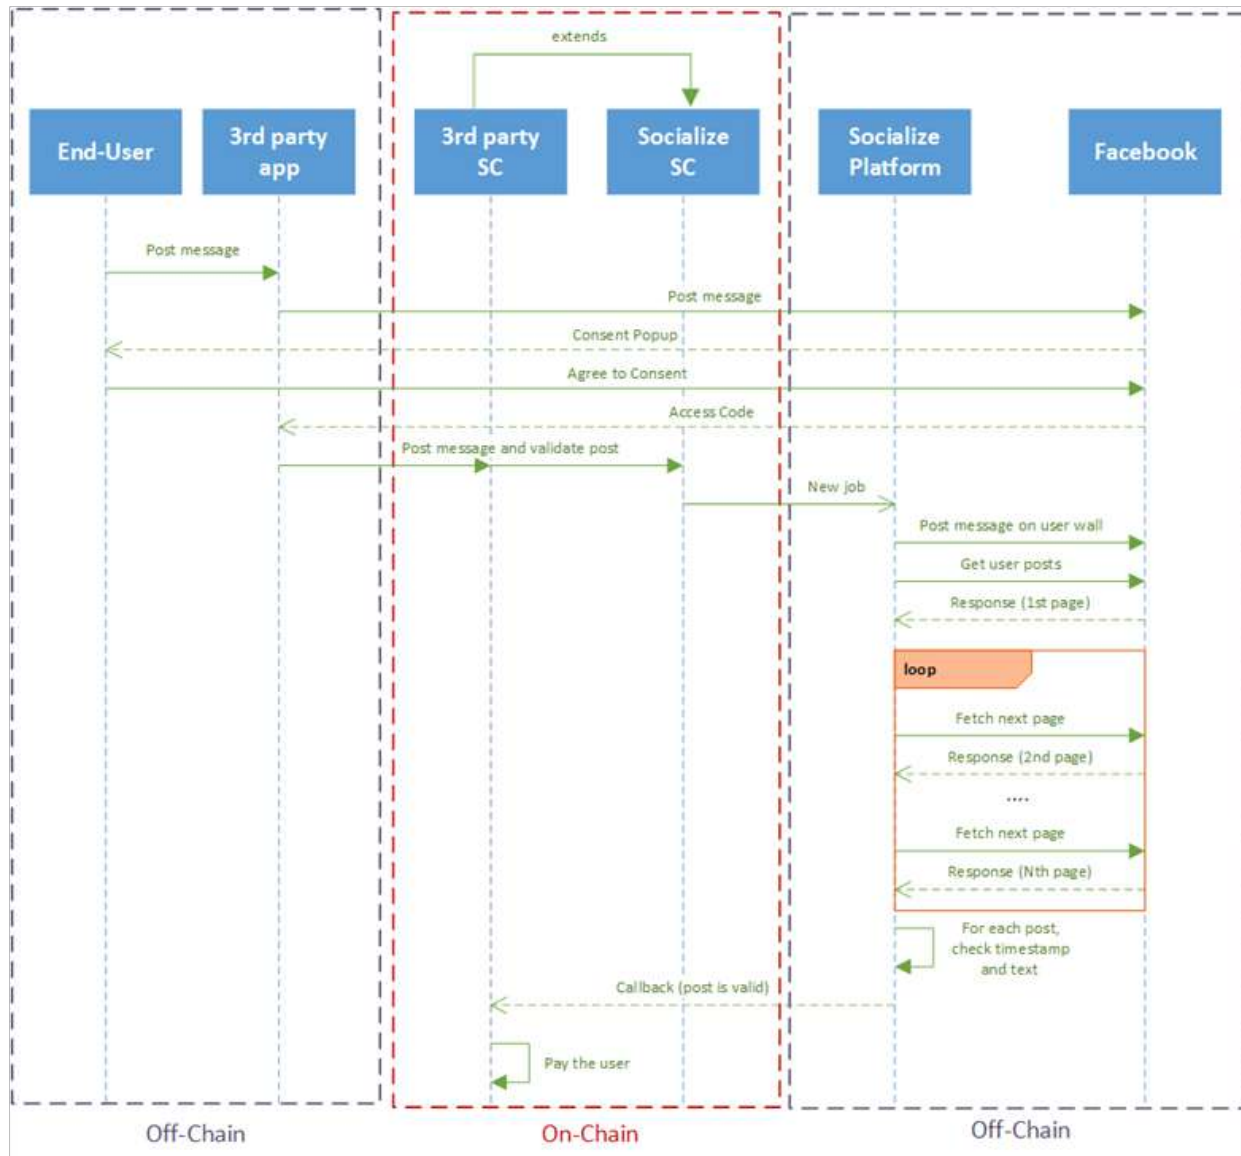 extends
End-User
3rd party
app
3rd party
SC
Socialize
SC
Socialize
Platform
Facebook
Post message
Post message
Consent Popup
Agree to Consent
Access Code
Post message and validate post
New job
Post message on user wall
Get user posts
Response (1st page)
loop
Fetch next page
Response (2nd page)
....
Fetch next page
Response (Nth page)
For each post,
check timestamp
and text
Callback (post is valid)
Pay the user
Off-Chain
On-Chain
Off-Chain